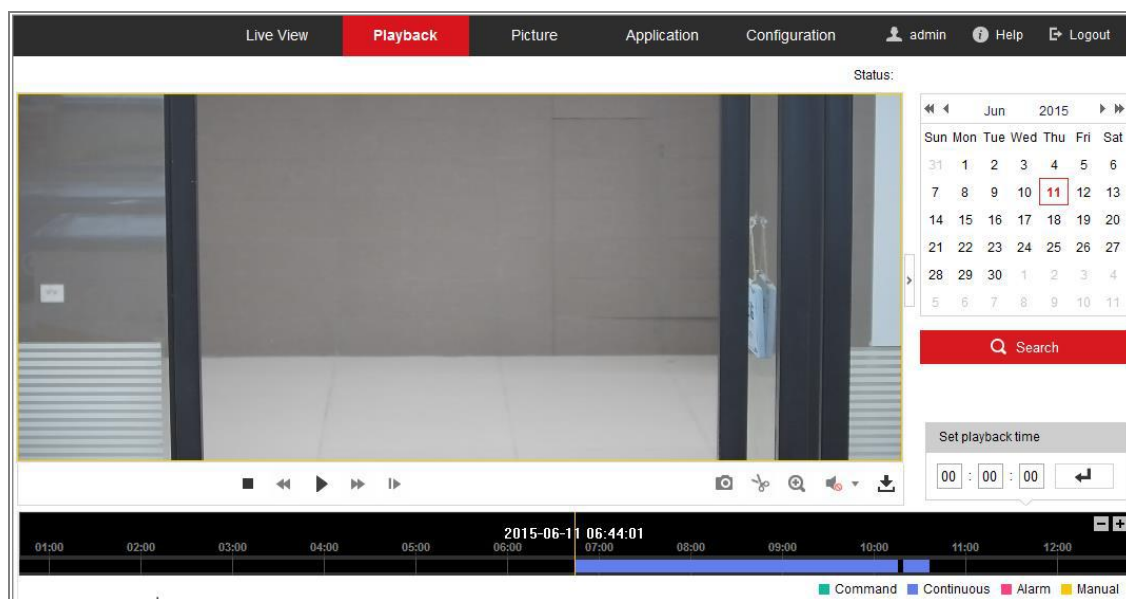 Live View Playback Picture Application Configuration admin Help Logout
Status:
Jun 2015
Sun Mon Tue Wed Thu Fri Sat
31 1 2 3 4 5 6
7 8 9 10 11 12 13
14 15 16 17 18 19 20
21 22 23 24 25 26 27
28 29 30 1 2 3 4
5 6 7 8 9 10 11
Search
Set playback time
00 : 00 : 00
2015-06-11 06:44:01
01:00 02:00 03:00 04:00 05:00 06:00 07:00 08:00 09:00 10:00 11:00 12:00
Command Continuous Alarm Manual